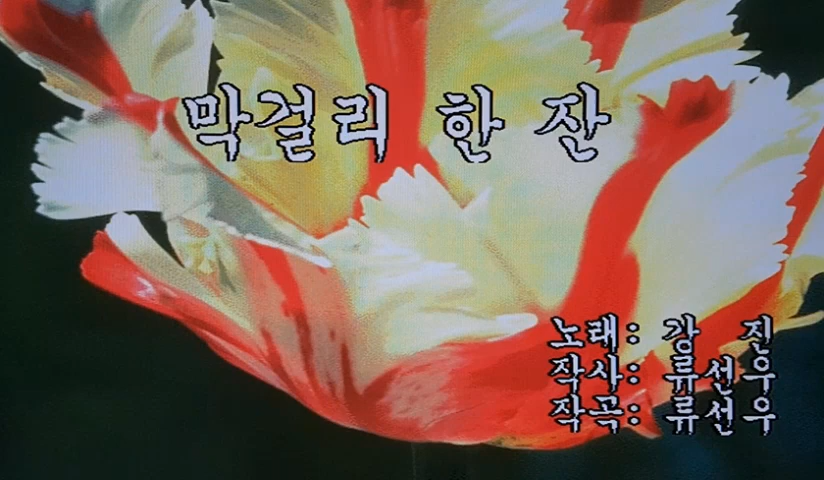 막걸리 한 잔
노래: 강 진
작사: 류선우
작곡: 류선우